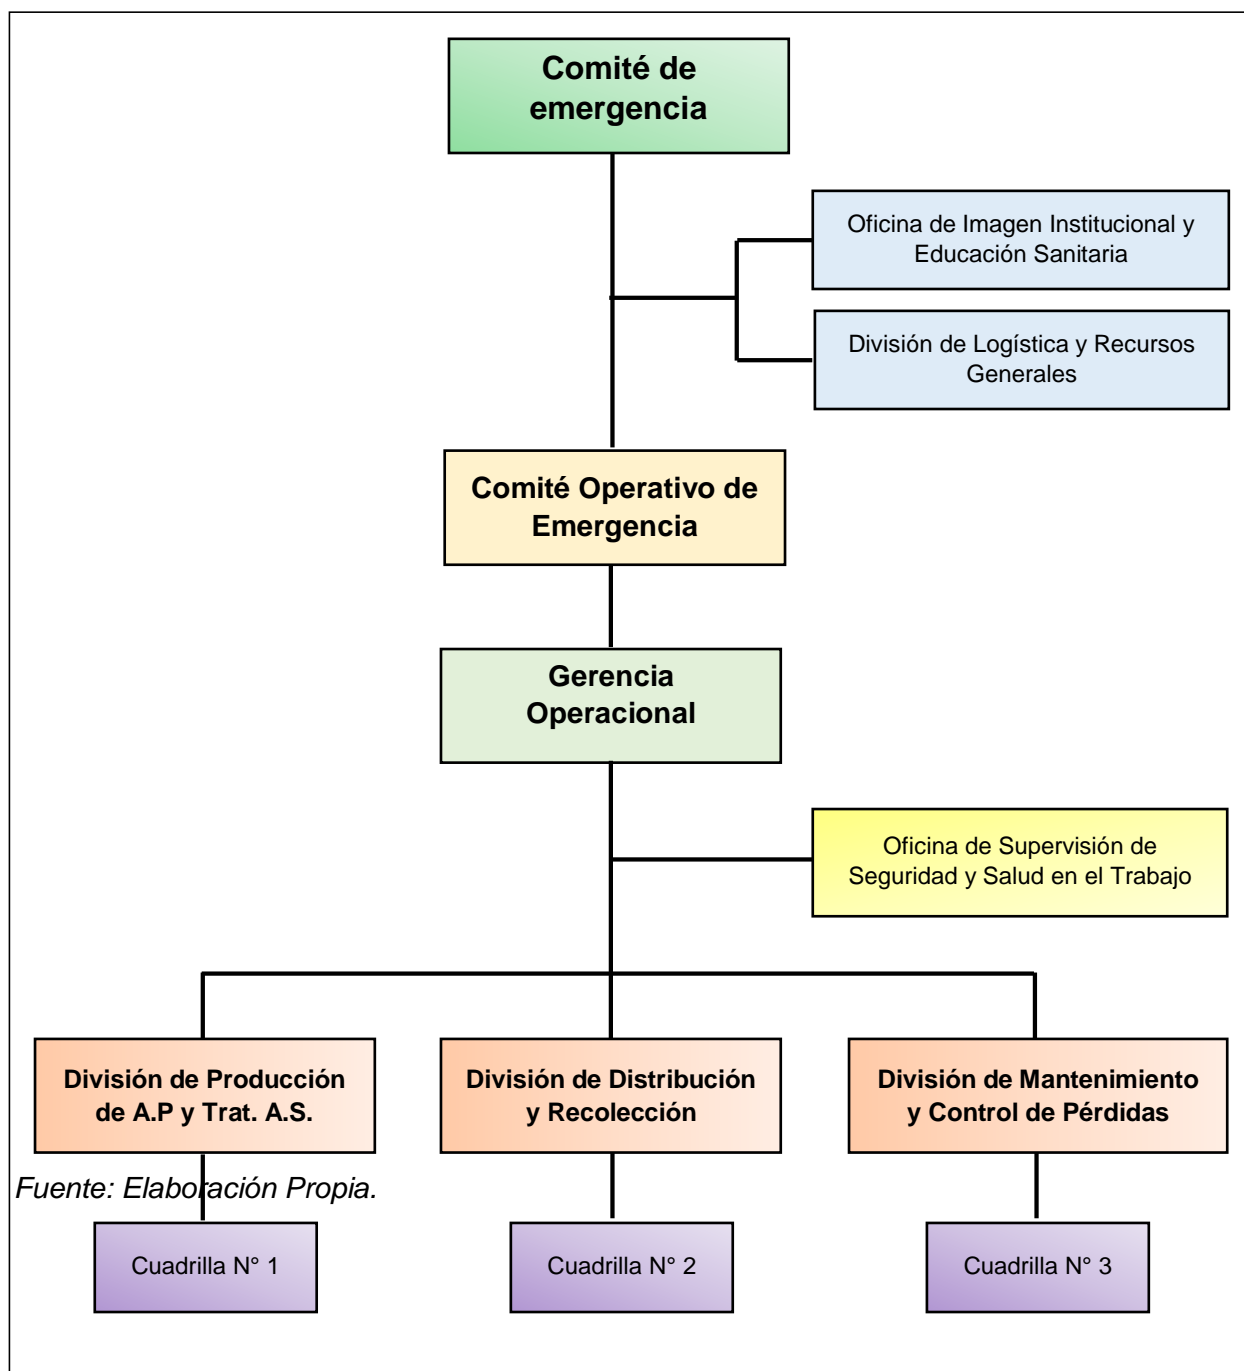 Comité de
emergencia
Oficina de Imagen Institucional y
Educación Sanitaria
División de Logística y Recursos
Generales
Comité Operativo de
Emergencia
Gerencia
Operacional
Oficina de Supervisión de
Seguridad y Salud en el Trabajo
División de Producción
de A.P y Trat. A.S.
División de Distribución
y Recolección
División de Mantenimiento
y Control de Pérdidas
Fuente: Elaboración Propia.
Cuadrilla N° 1
Cuadrilla N° 2
Cuadrilla N° 3